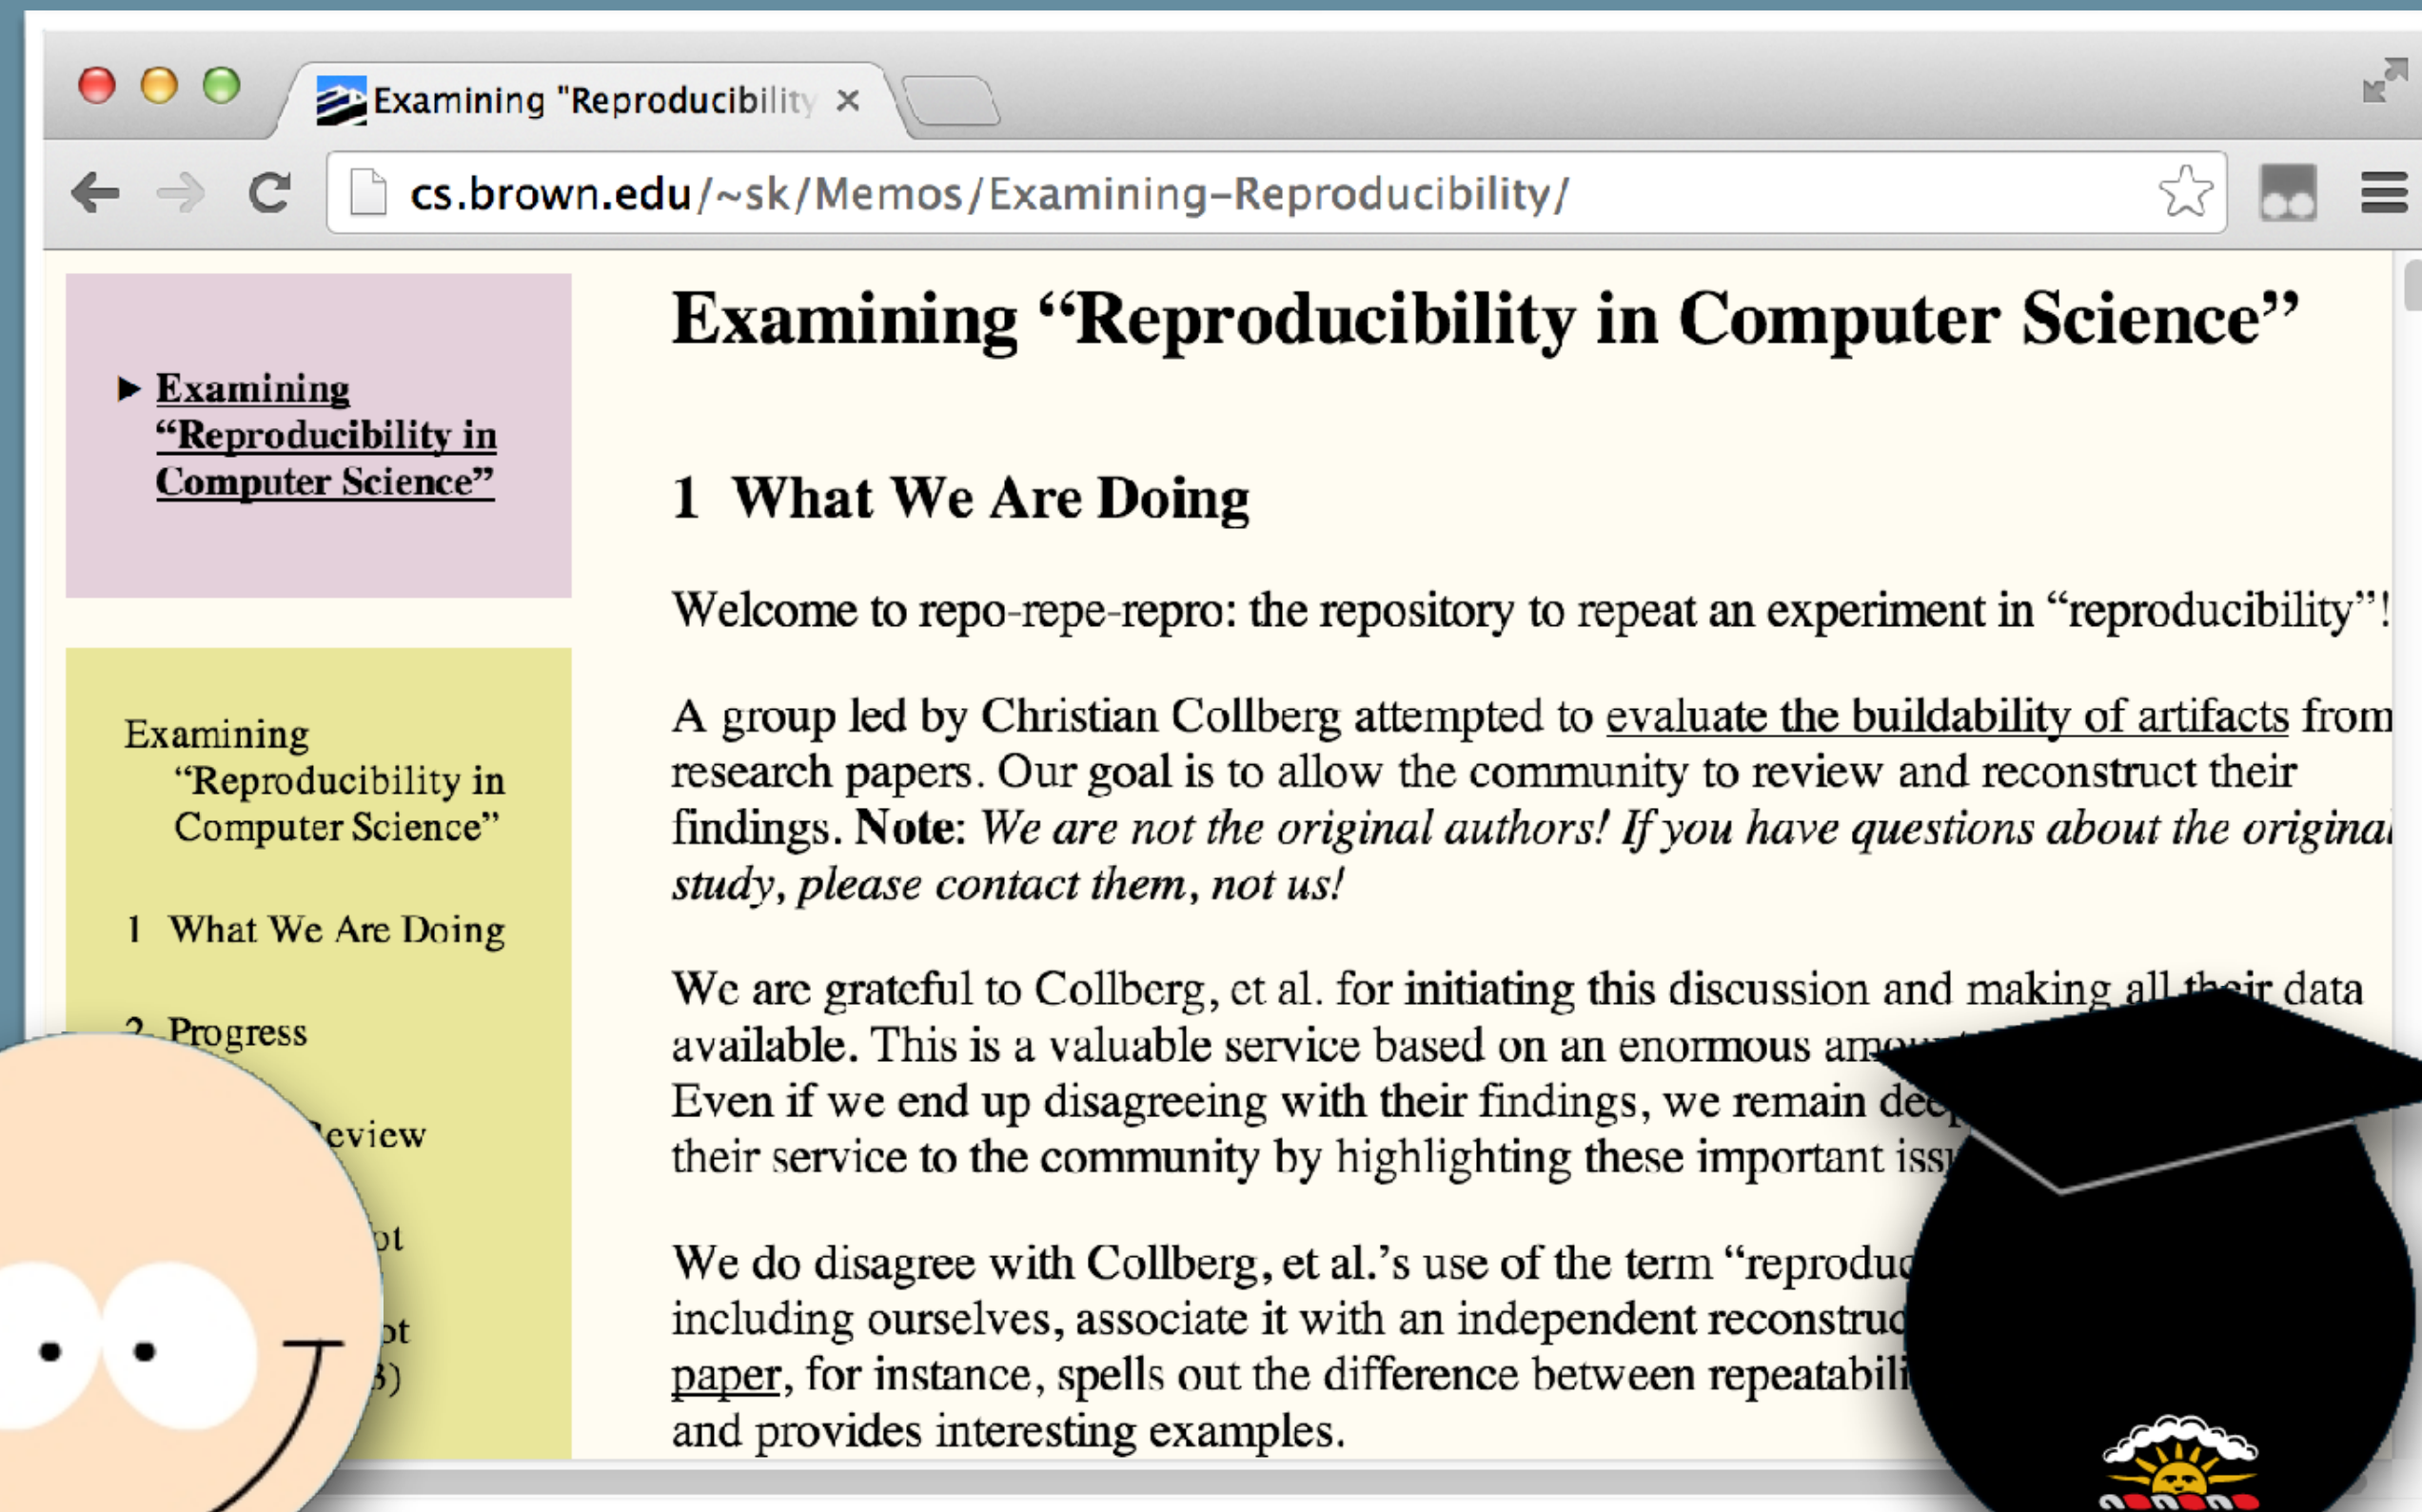 Examining "Reproducibility
cs.brown.edu/~sk/Memos/Examining-Reproducibility/
Examining
“Reproducibility in
Computer Science”
Examining
“Reproducibility in
Computer Science”
1 What We Are Doing
2 Progress
Review
Examining “Reproducibility in Computer Science”
1 What We Are Doing
Welcome to repo-repe-repro: the repository to repeat an experiment in “reproducibility”!
A group led by Christian Collberg attempted to evaluate the buildability of artifacts from
research papers. Our goal is to allow the community to review and reconstruct their
findings. Note: We are not the original authors! If you have questions about the original
study, please contact them, not us!
We are grateful to Collberg, et al. for initiating this discussion and making all their data
available. This is a valuable service based on an enormous
Even if we end up disagreeing with their findings, we remain
their service to the community by highlighting these important
We do disagree with Collberg, et al.’s use of the term
including ourselves, associate it with an independent
paper, for instance, spells out the difference between
and provides interesting examples.